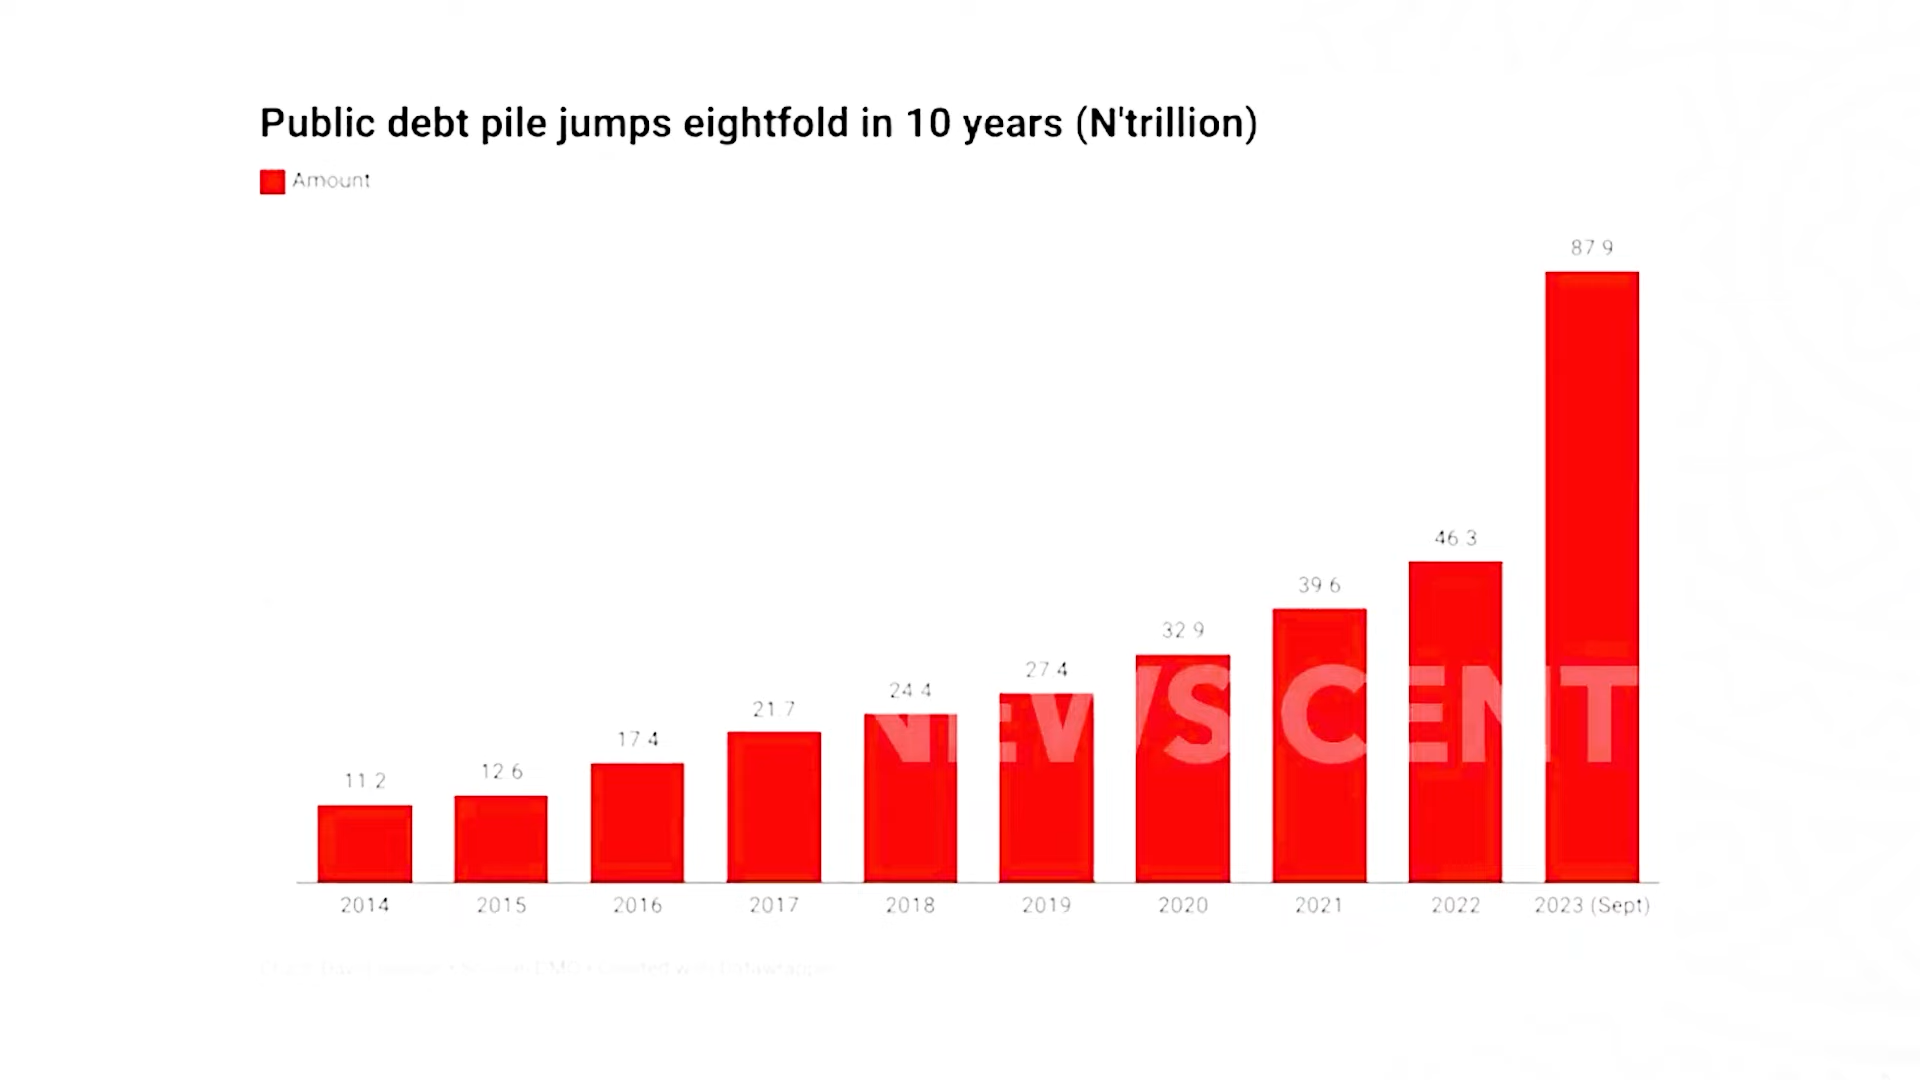 Public debt pile jumps eightfold in 10 years (N'trillion)
Amount
87 9
46 3
39 6
32 9
27 4
24 4
21.7
17 4
12 6
11 2
NEWS CENT
2014 2015 2016 2017 2018 2019 2020 2021 2022 2023 (Sept)